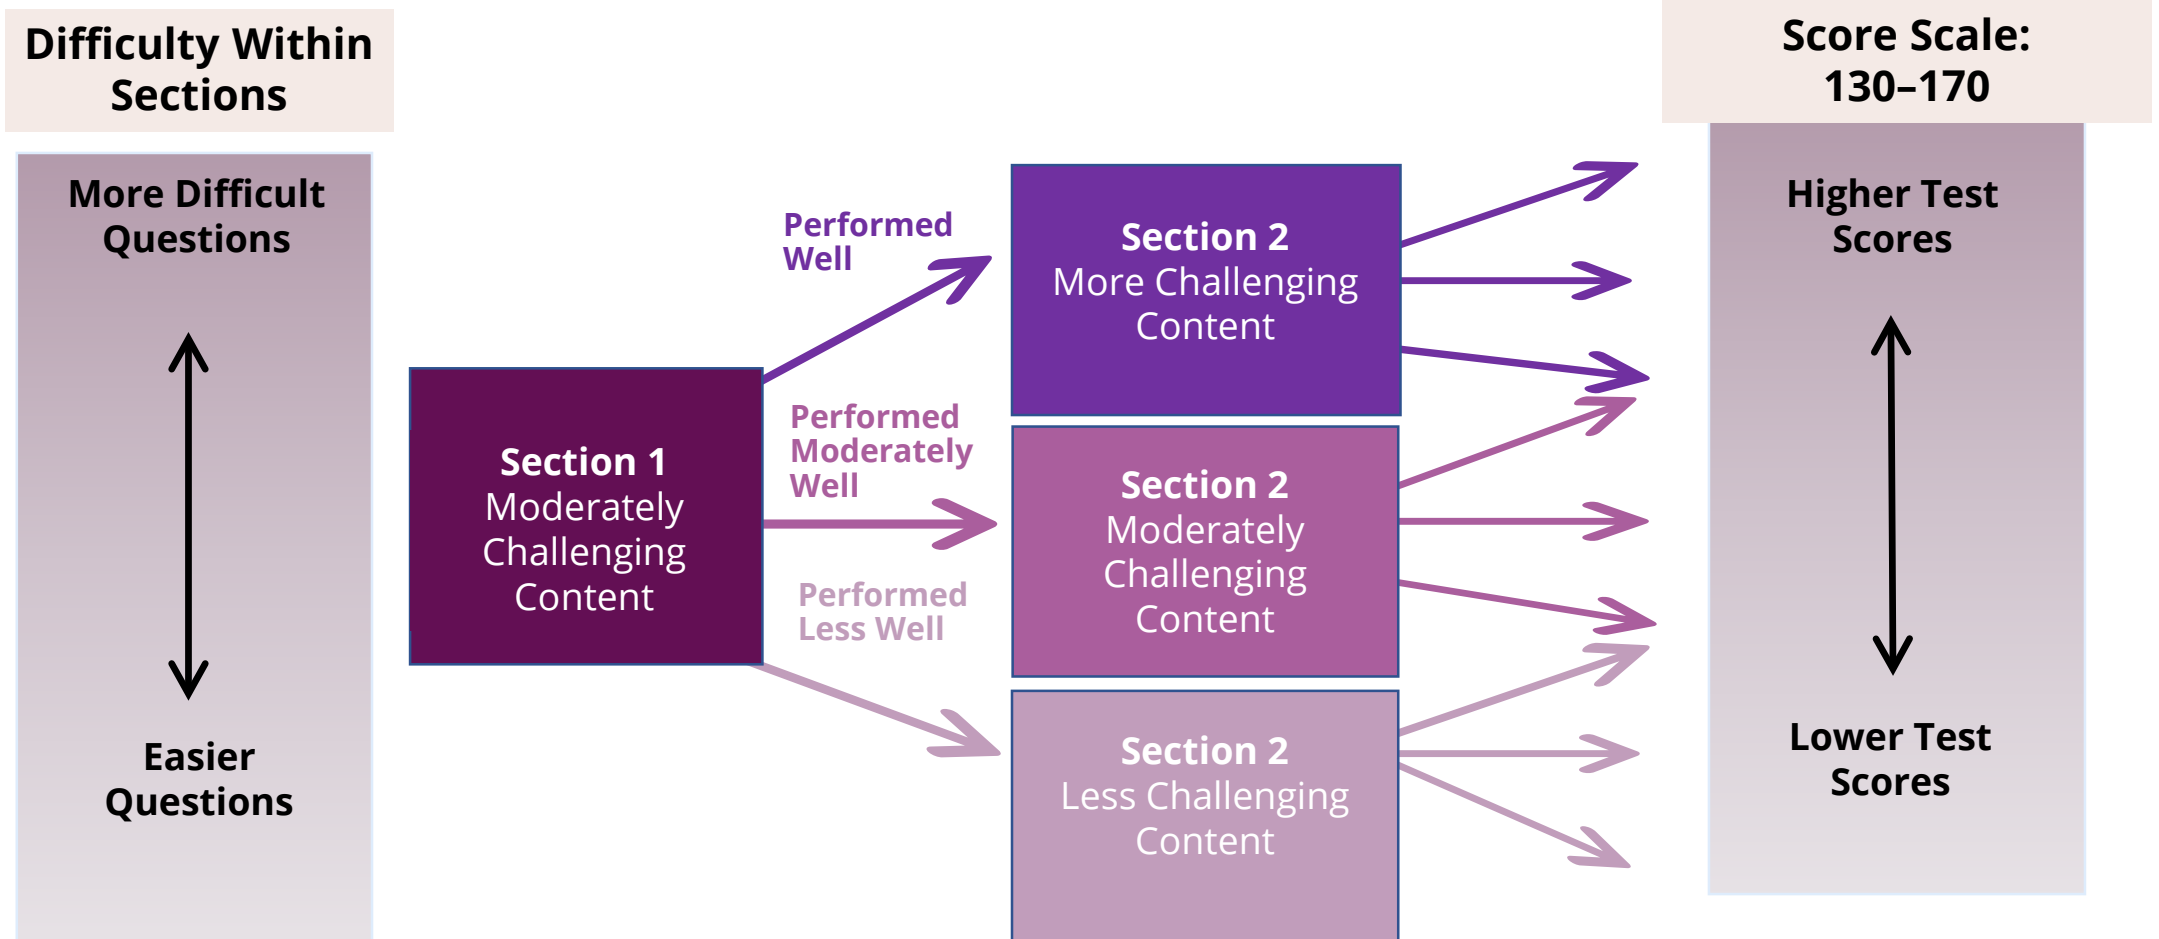 Difficulty Within
Sections
More Difficult
Questions
Easier
Questions
Section 1
Moderately
Challenging
Content
Performed
Well
Performed
Moderately
Well
Performed
Less Well
Section 2
More Challenging
Content
Section 2
Moderately
Challenging
Content
Section 2
Less Challenging
Content
Score Scale:
130–170
Higher Test
Scores
Lower Test
Scores